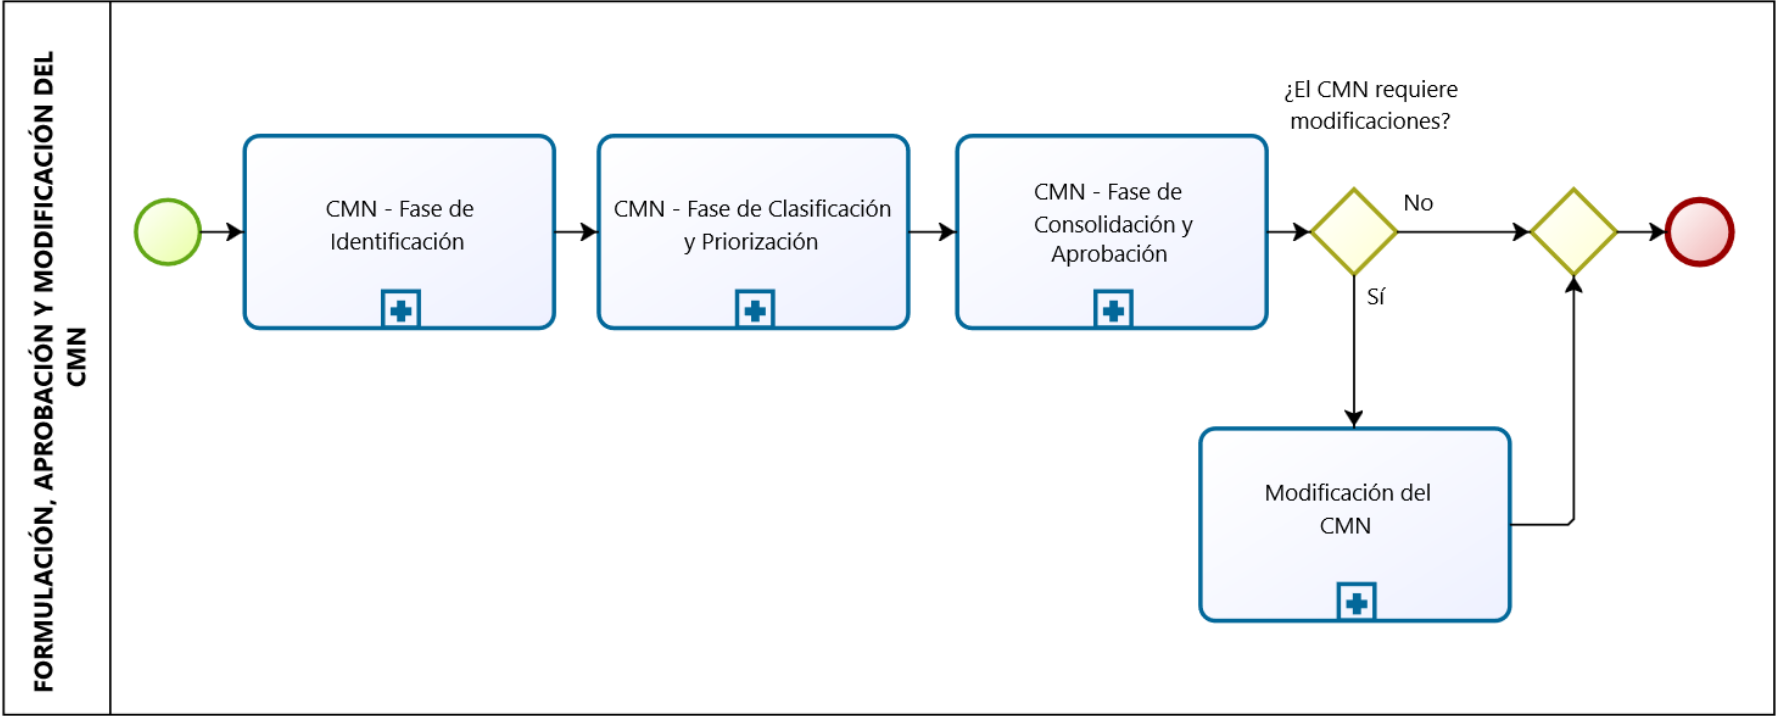 FORMULACIÓN, APROBACIÓN Y MODIFICACIÓN DEL
CMN
CMN - Fase de
Identificación
CMN - Fase de Clasificación
y Priorización
CMN - Fase de
Consolidación y
Aprobación
¿El CMN requiere
modificaciones?
No
Sí
Modificación del
CMN